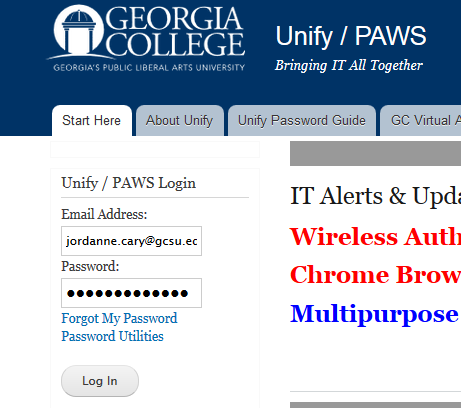 GEORGIA
COLLEGE
GEORGIA'S PUBLIC LIBERAL ARTS UNIVERSITY
Unify / PAWS
Bringing IT All Together
Start Here
About Unify
Unify Password Guide
GC Virtual A
Unify / PAWS Login
Email Address:
jordanne.cary@gcsu.ec
Password:
●●●●●●●●●●●●●
Forgot My Password
Password Utilities
Log In
IT Alerts & Upda
Wireless Auth
Chrome Brow
Multipurpose